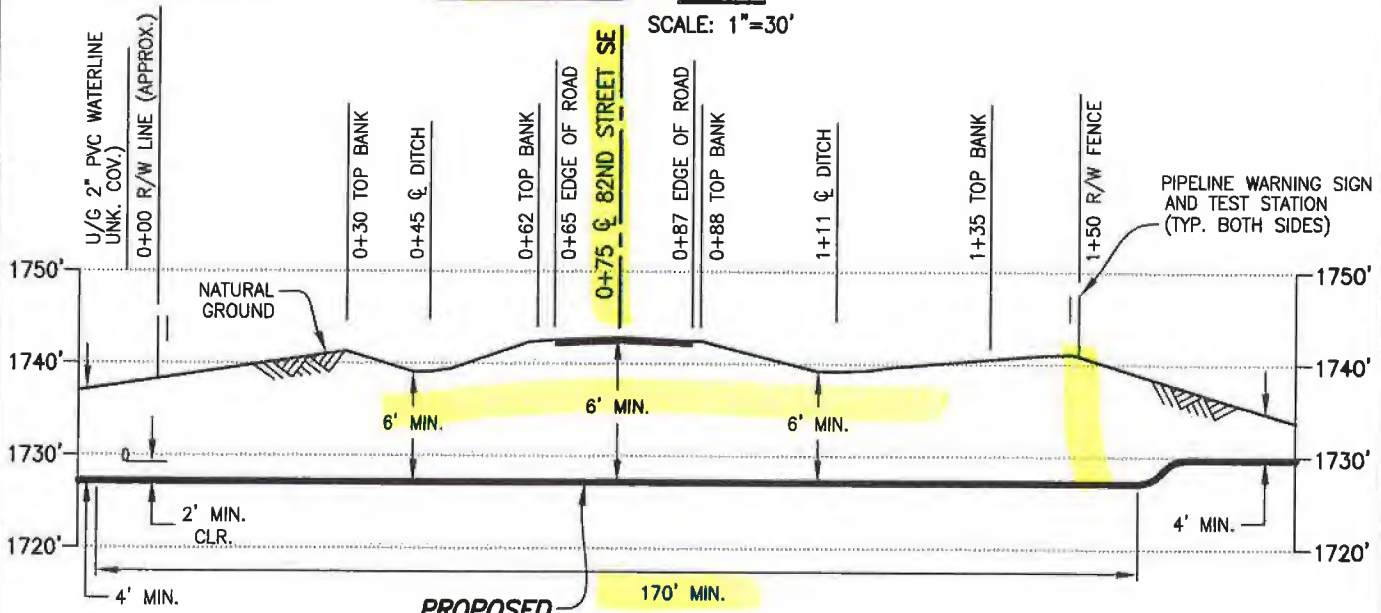 SCALE: 1"=30'
U/G 2" PVC WATERLINE
UNK. COV.)
0+00 R/W LINE (APPROX.)
0+30 TOP BANK
0+45 ℄ DITCH
0+62 TOP BANK
0+65 EDGE OF ROAD
0+75 ℄ 82ND STREET SE
0+87 EDGE OF ROAD
0+88 TOP BANK
1+11 ℄ DITCH
1+35 TOP BANK
1+50 R/W FENCE
PIPELINE WARNING SIGN
AND TEST STATION
(TYP. BOTH SIDES)
1750'
1750'
NATURAL
GROUND
1740'
1740'
6' MIN.
6' MIN.
6' MIN.
1730'
1730'
2' MIN.
CLR.
4' MIN.
1720'
1720'
4' MIN.
170' MIN.
PROPOSED